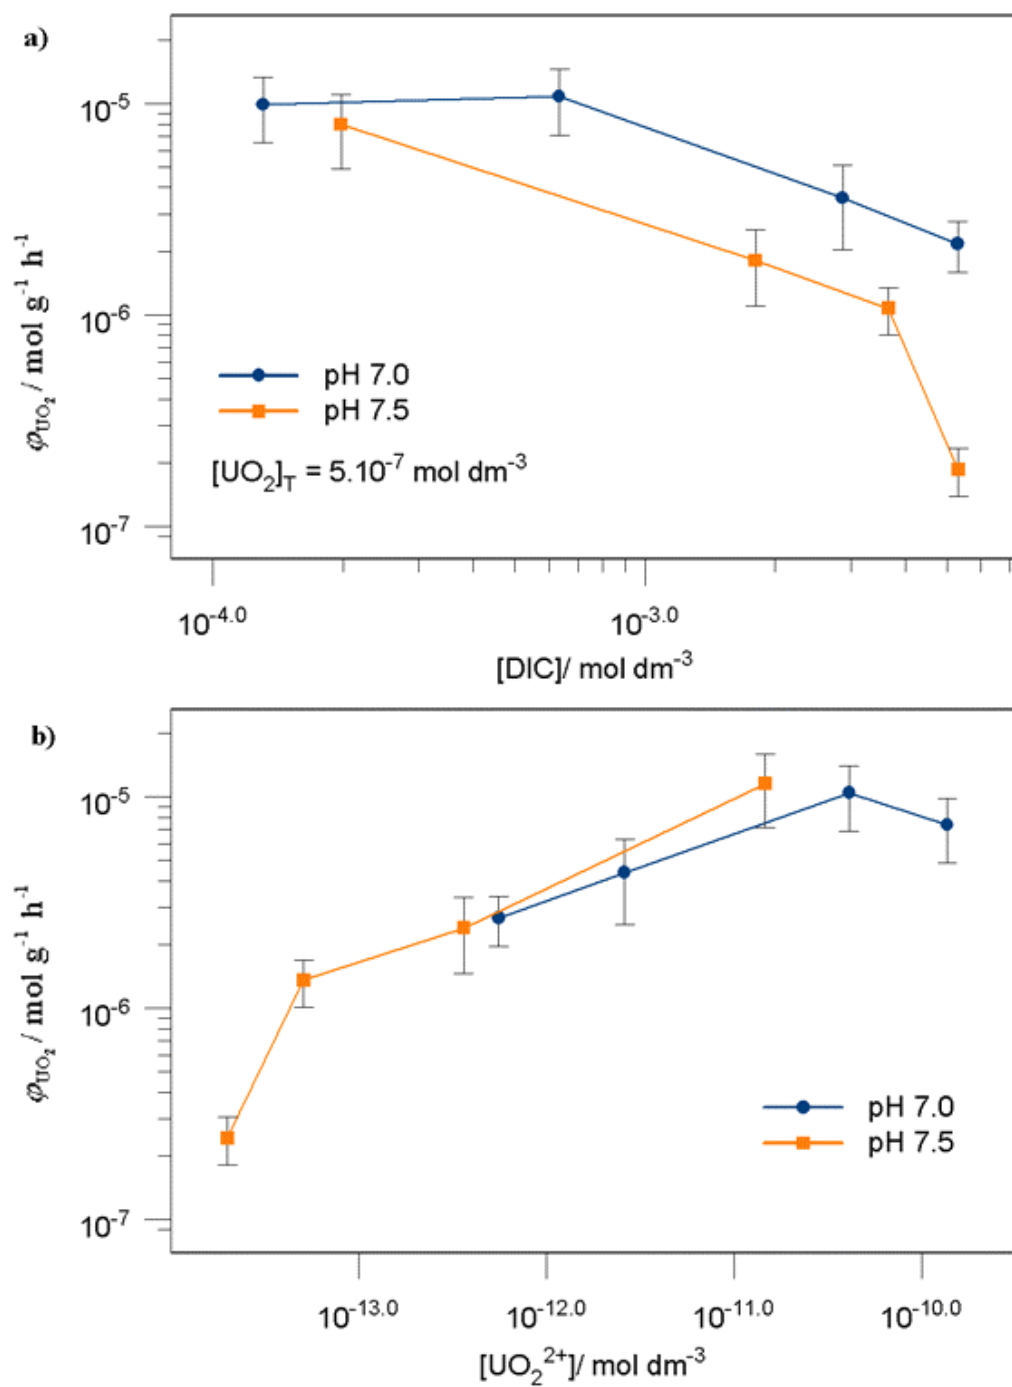 a)
10⁻⁵
10⁻⁶
10⁻⁷
φUO₂ / mol g⁻¹ h⁻¹
pH 7.0
pH 7.5
[UO₂]T = 5.10⁻⁷ mol dm⁻³
10⁻⁴·⁰ 10⁻³·⁰
[DIC]/ mol dm⁻³
b)
10⁻⁵
10⁻⁶
10⁻⁷
φUO₂ / mol g⁻¹ h⁻¹
pH 7.0
pH 7.5
10⁻¹³·⁰ 10⁻¹²·⁰ 10⁻¹¹·⁰ 10⁻¹⁰·⁰
[UO₂²⁺]/ mol dm⁻³